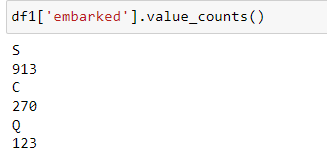 df1['embarked'].value_counts()
S
913
C
270
Q
123